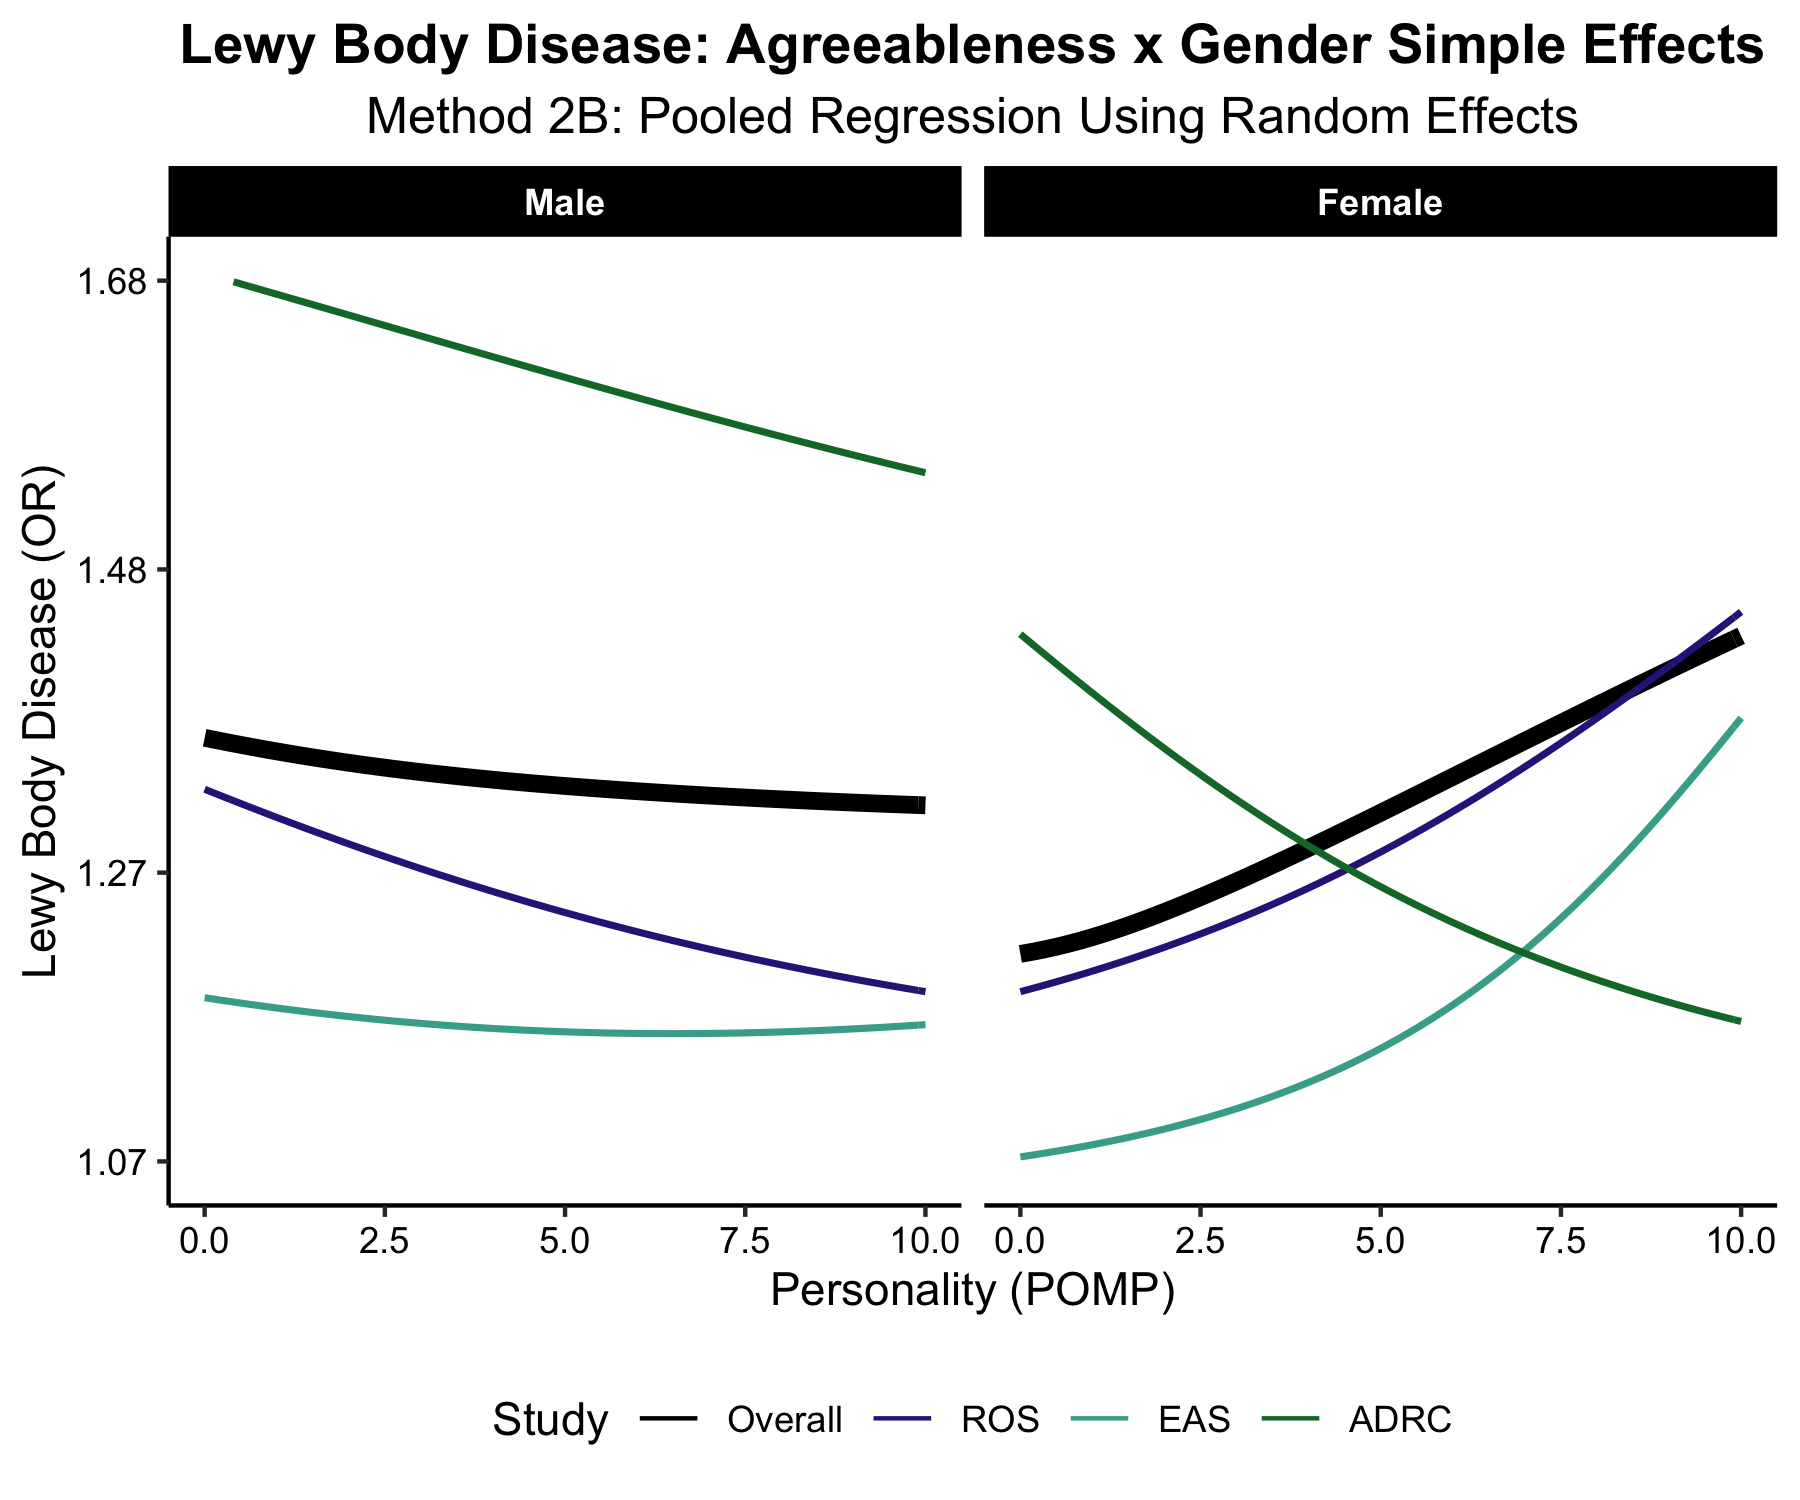 Lewy Body Disease: Agreeableness x Gender Simple Effects
Method 2B: Pooled Regression Using Random Effects
Male
Female
Lewy Body Disease (OR)
1.68
1.48
1.27
1.07
0.0 2.5 5.0 7.5 10.0
0.0 2.5 5.0 7.5 10.0
Personality (POMP)
Study Overall ROS EAS ADRC